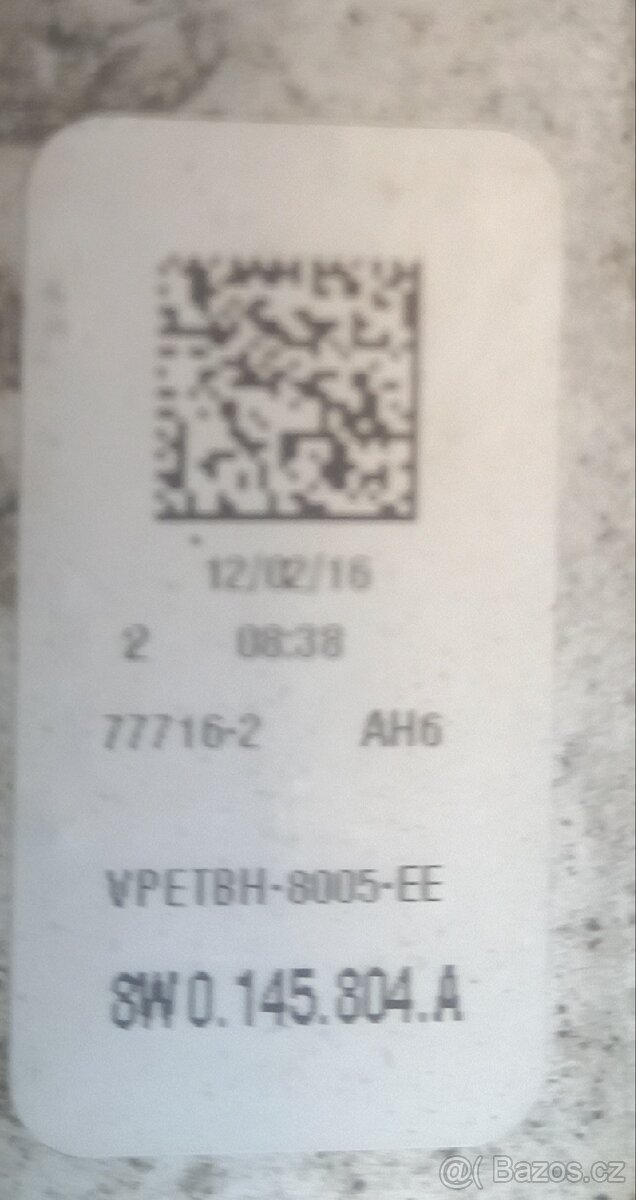 12/02/16
2 08:38
77716-2 AH6
VPETBH-8005-EE
8W0.145.804.A
@( Bazos.cz